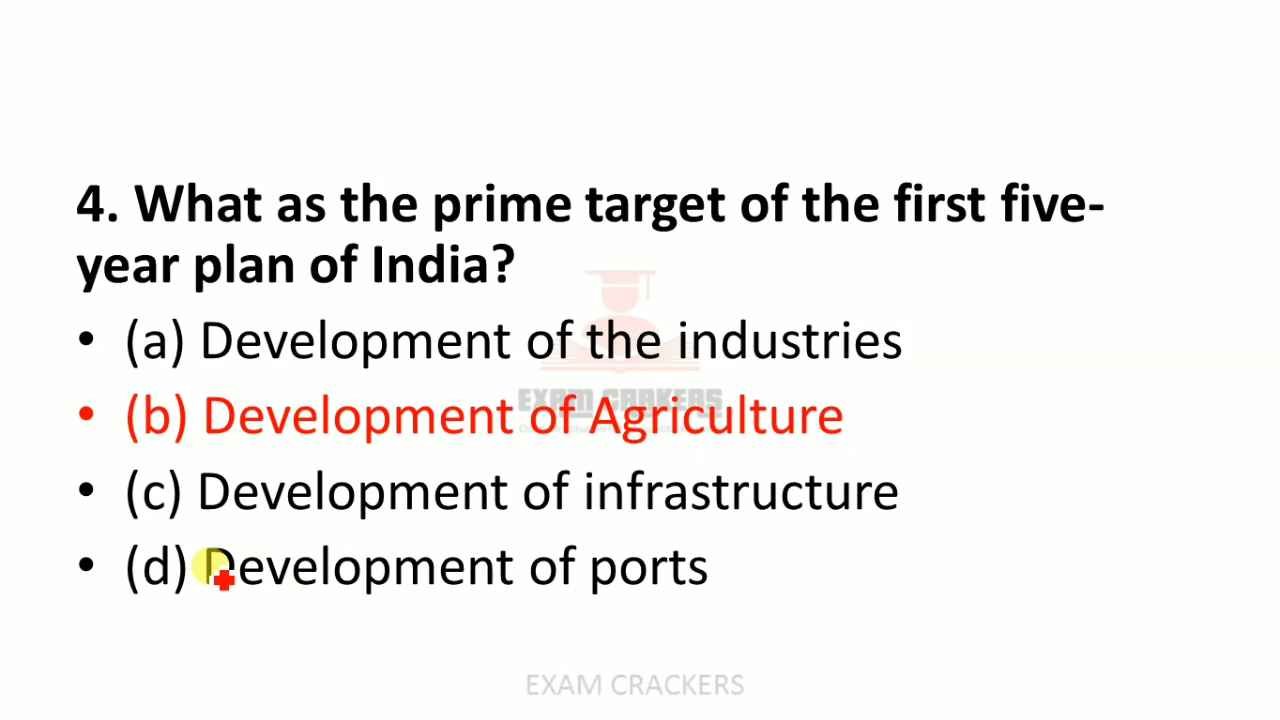 4. What as the prime target of the first five-
year plan of India?
• (a) Development of the industries
• (b) Development of Agriculture
• (c) Development of infrastructure
• (d) Development of ports
EXAM CRACKERS